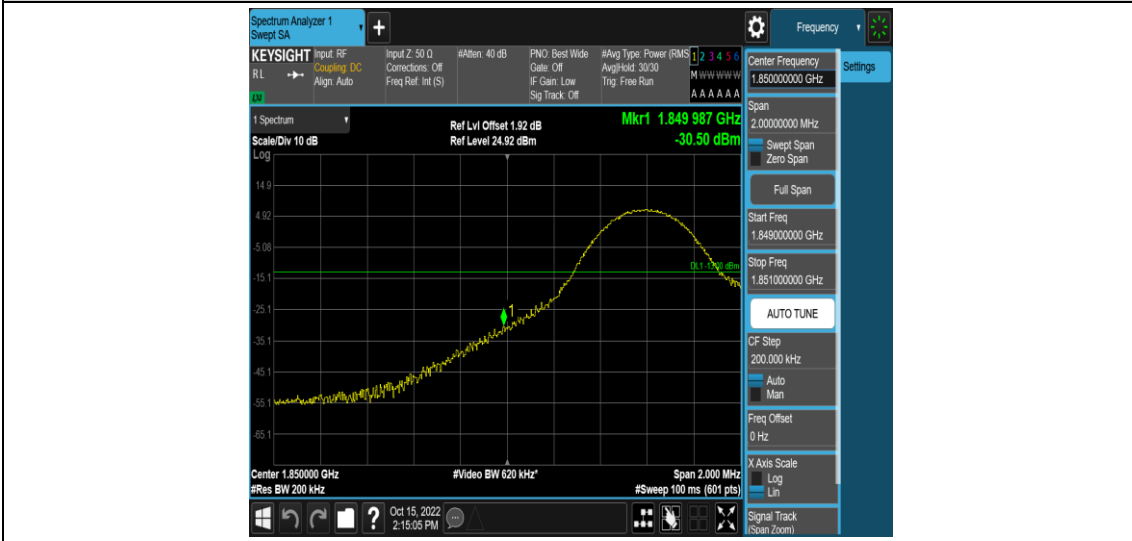 Spectrum Analyzer 1
Swept SA
+
Frequency
KEYSIGHT
R L
Input: RF
Coupling: DC
Align: Auto
Input Z: 50 Ω
Corrections: Off
Freq Ref: Int (S)
#Atten: 40 dB
PNO: Best Wide
Gate: Off
IF Gain: Low
Sig Track: Off
#Avg Type: Power (RMS
Avg|Hold: 30/30
Trig: Free Run
1 2 3 4 5 6
M W W W W W
A A A A A A
1 Spectrum
Scale/Div 10 dB
Log
Ref Lvl Offset 1.92 dB
Ref Level 24.92 dBm
Mkr1 1.849 987 GHz
-30.50 dBm
14.9
4.92
-5.08
-15.1
-25.1
-35.1
-45.1
-55.1
-65.1
DL1 -13.00 dBm
1
Center 1.850000 GHz
#Res BW 200 kHz
#Video BW 620 kHz*
Span 2.000 MHz
#Sweep 100 ms (601 pts)
?
Oct 15, 2022
2:15:05 PM
Center Frequency
1.850000000 GHz
Settings
Span
2.00000000 MHz
Swept Span
Zero Span
Full Span
Start Freq
1.849000000 GHz
Stop Freq
1.851000000 GHz
AUTO TUNE
CF Step
200.000 kHz
Auto
Man
Freq Offset
0 Hz
X Axis Scale
Log
Lin
Signal Track
(Span Zoom)